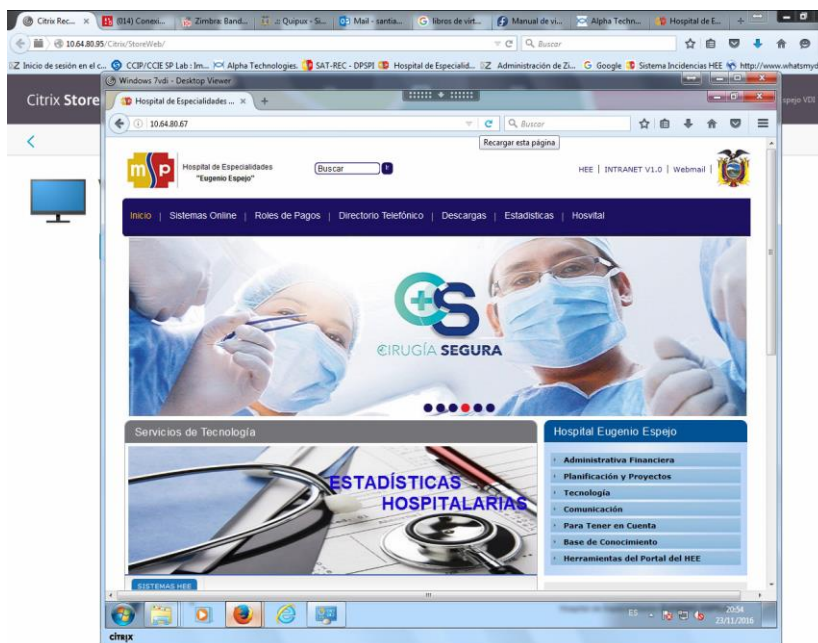 Citrix Rec...
(014) Conexi...
Zimbra: Band...
.:: Quipux - Si...
Mail - santia...
libros de virt...
Manual de vi...
Alpha Techn...
Hospital de E...
10.64.80.95/Citrix/StoreWeb/
Buscar
Inicio de sesión en el c...
CCIP/CCIE SP Lab : Im...
Alpha Technologies.
SAT-REC - DPSPI
Hospital de Especialid...
Administración de Zi...
Google
Sistema Incidencias HEE
http://www.whatsmyd
Citrix Store
Windows 7vdi - Desktop Viewer
spejo VDI
Hospital de Especialidades ...
10.64.80.67
Buscar
Recargar esta página
msp
Hospital de Especialidades
"Eugenio Espejo"
Buscar
HEE | INTRANET V1.0 | Webmail |
Inicio | Sistemas Online | Roles de Pagos | Directorio Telefónico | Descargas | Estadisticas | Hosvital
CS
CIRUGÍA SEGURA
Servicios de Tecnología
Hospital Eugenio Espejo
ESTADÍSTICAS
HOSPITALARIAS
Administrativa Financiera
Planificación y Proyectos
Tecnología
Comunicación
Para Tener en Cuenta
Base de Conocimiento
Herramientas del Portal del HEE
SISTEMAS HEE
ES
20:54
23/11/2016
citrix